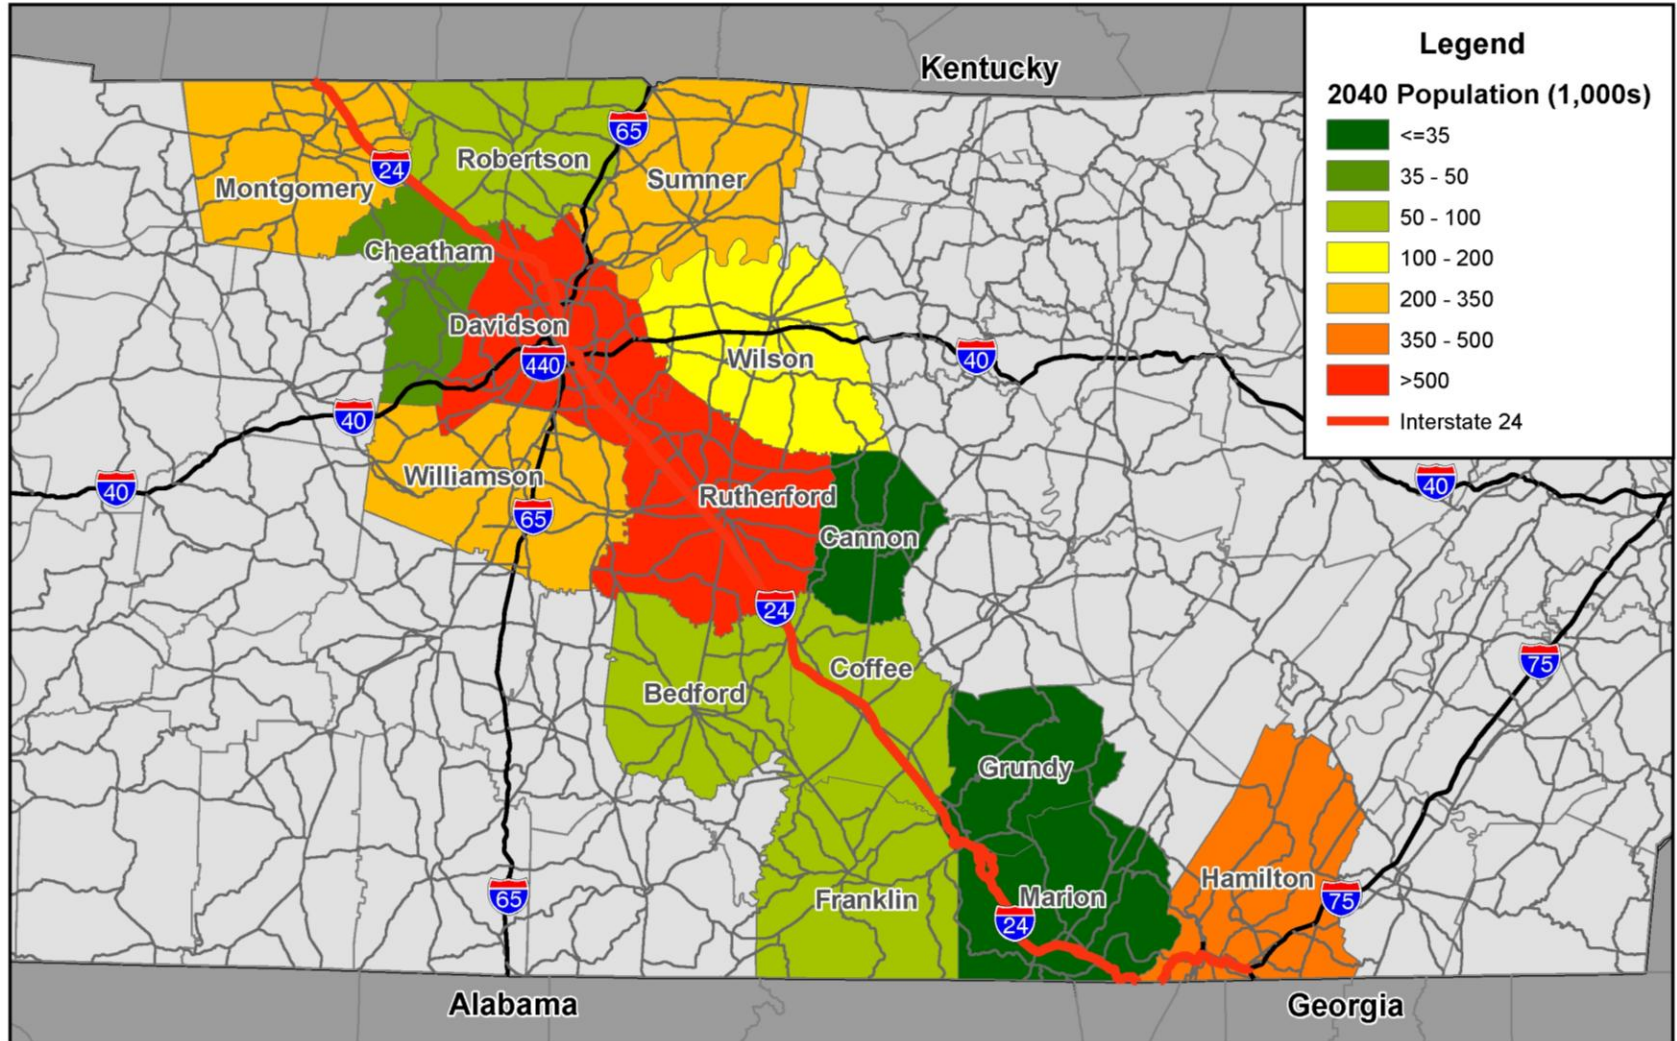 Kentucky
Legend
2040 Population (1,000s)
<=35
35 - 50
50 - 100
100 - 200
200 - 350
350 - 500
>500
Interstate 24
65
24
Robertson
Montgomery
Sumner
Cheatham
Davidson
440
Wilson
40
40
Williamson
40
40
Rutherford
65
Cannon
24
Coffee
75
Bedford
Grundy
Hamilton
65
Franklin
Marion
75
24
Alabama
Georgia